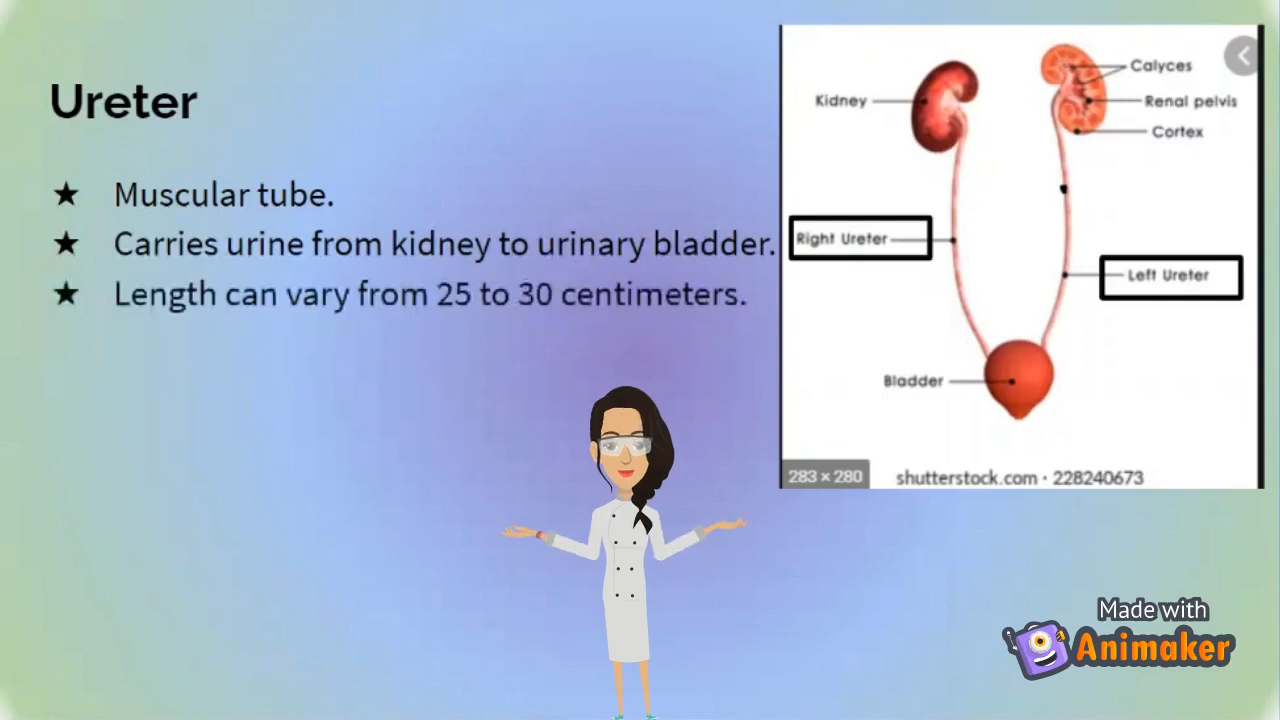 Ureter
★ Muscular tube.
★ Carries urine from kidney to urinary bladder.
★ Length can vary from 25 to 30 centimeters.
Calyces
Kidney
Renal pelvis
Cortex
Right Ureter
Left Ureter
Bladder
283 × 280
shutterstock.com · 228240673
Made with
Animaker